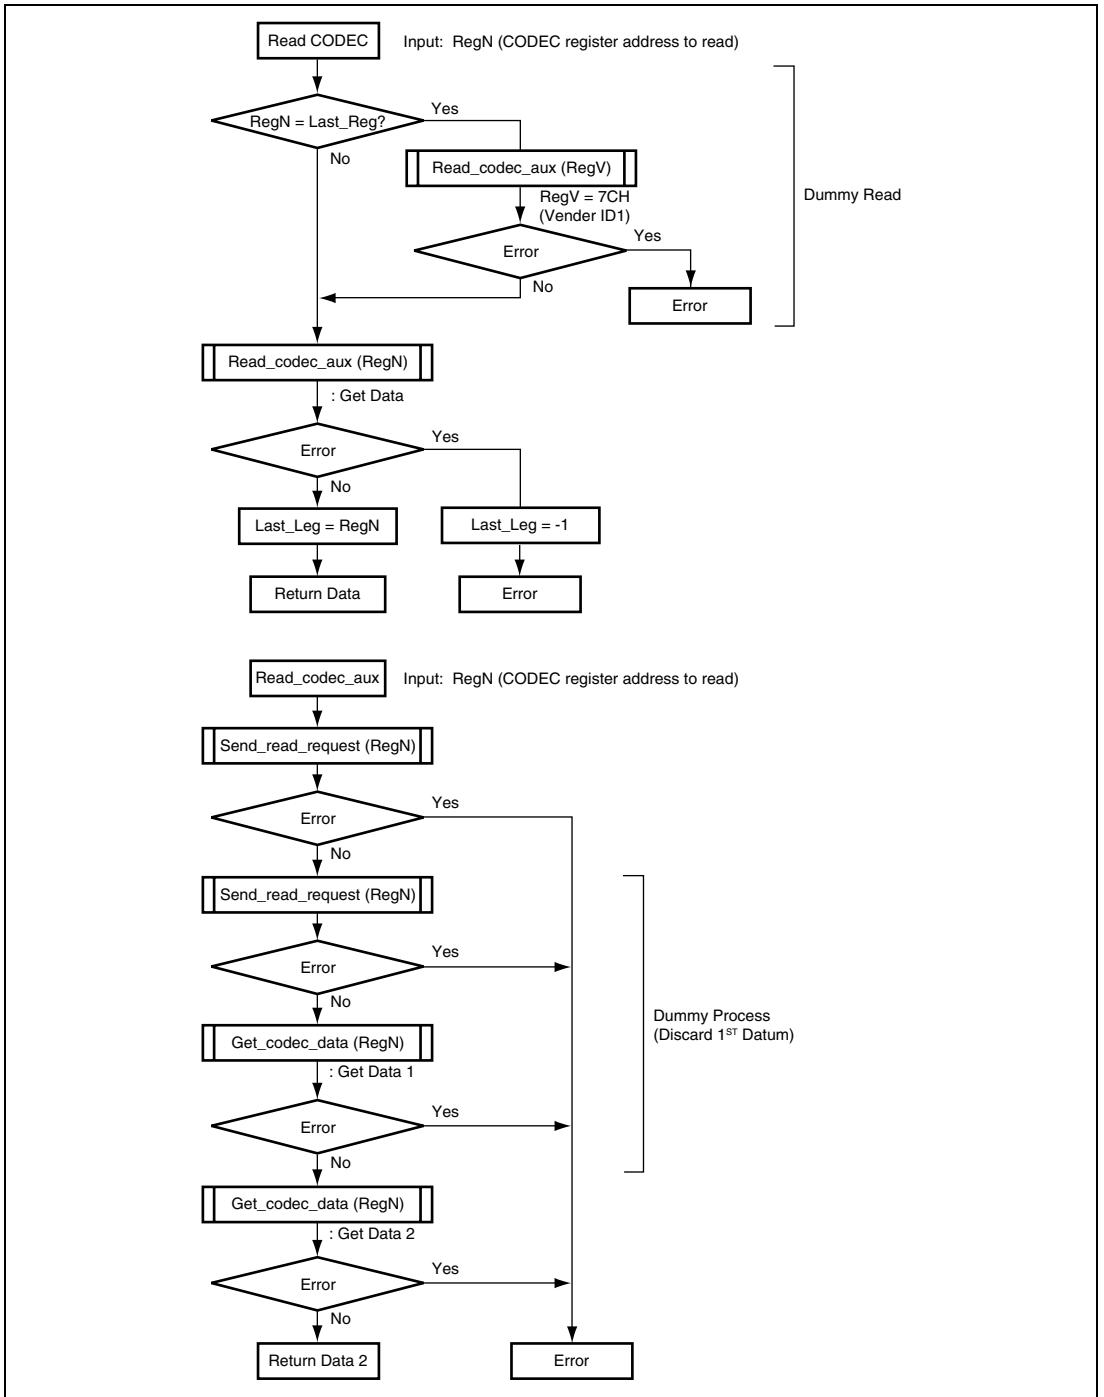 Read CODEC
Input: RegN (CODEC register address to read)
RegN = Last_Reg?
Yes
No
Read_codec_aux (RegV)
RegV = 7CH
(Vender ID1)
Dummy Read
Error
Yes
No
Error
Read_codec_aux (RegN)
: Get Data
Error
Yes
No
Last_Leg = RegN
Last_Leg = -1
Return Data
Error
Read_codec_aux
Input: RegN (CODEC register address to read)
Send_read_request (RegN)
Error
Yes
No
Send_read_request (RegN)
Error
Yes
No
Dummy Process
(Discard 1ST Datum)
Get_codec_data (RegN)
: Get Data 1
Error
Yes
No
Get_codec_data (RegN)
: Get Data 2
Error
Yes
No
Return Data 2
Error